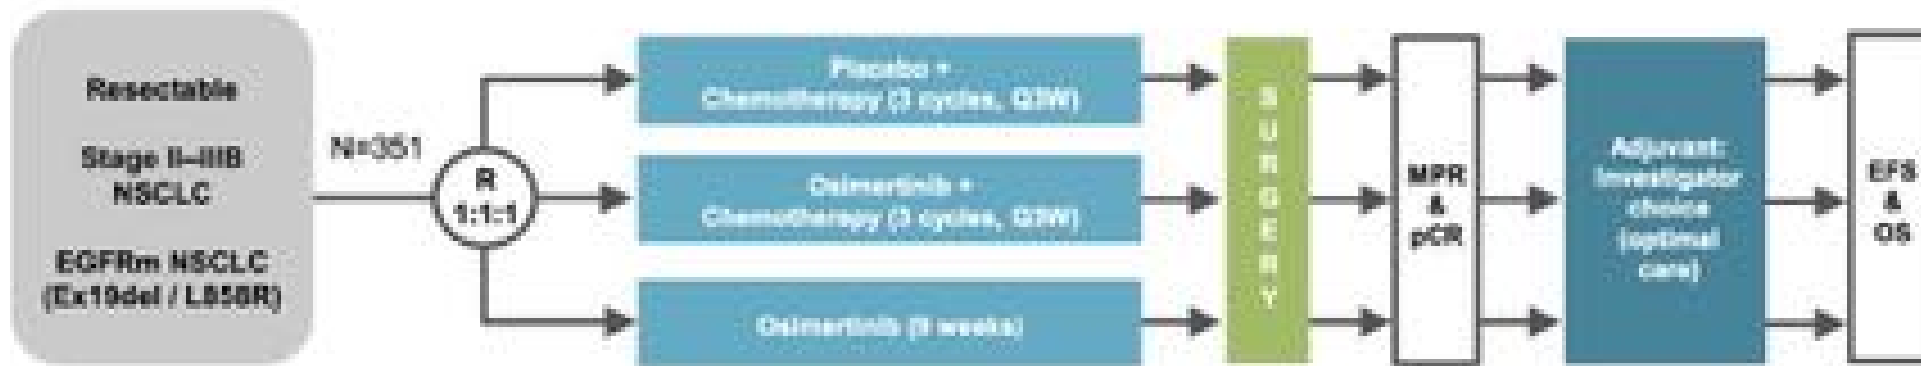 Resectable
Stage II–IIIB
NSCLC
EGFRm NSCLC
(Ex19del / L858R)
N=351
R
1:1:1
Placebo +
Chemotherapy (3 cycles, Q3W)
Osimertinib +
Chemotherapy (3 cycles, Q3W)
Osimertinib (9 weeks)
SURGERY
MPR
&
pCR
Adjuvant:
Investigator
choice
(optimal
care)
EFS
&
OS